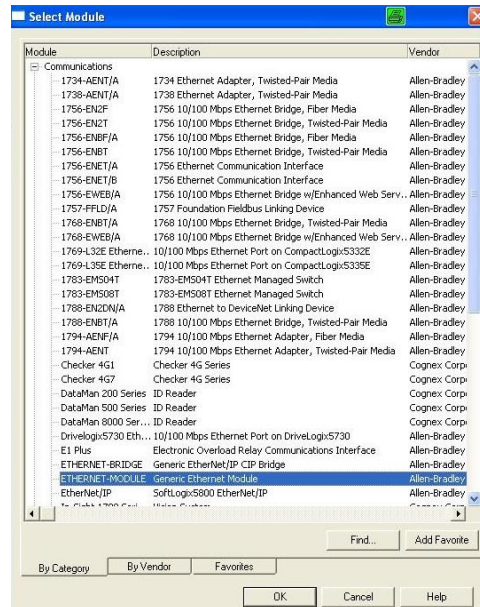 Select Module
Module Description Vendor
Communications
1734-AENT/A 1734 Ethernet Adapter, Twisted-Pair Media Allen-Bradley
1738-AENT/A 1738 Ethernet Adapter, Twisted-Pair Media Allen-Bradley
1756-EN2F 1756 10/100 Mbps Ethernet Bridge, Fiber Media Allen-Bradley
1756-EN2T 1756 10/100 Mbps Ethernet Bridge, Twisted-Pair Media Allen-Bradley
1756-ENBF/A 1756 10/100 Mbps Ethernet Bridge, Fiber Media Allen-Bradley
1756-ENBT 1756 10/100 Mbps Ethernet Bridge, Twisted-Pair Media Allen-Bradley
1756-ENET/A 1756 Ethernet Communication Interface Allen-Bradley
1756-ENET/B 1756 Ethernet Communication Interface Allen-Bradley
1756-EWEB/A 1756 10/100 Mbps Ethernet Bridge w/Enhanced Web Serv.. Allen-Bradley
1757-FFLD/A 1757 Foundation Fieldbus Linking Device Allen-Bradley
1768-ENBT/A 1768 10/100 Mbps Ethernet Bridge, Twisted-Pair Media Allen-Bradley
1768-EWEB/A 1768 10/100 Mbps Ethernet Bridge w/Enhanced Web Serv.. Allen-Bradley
1769-L32E Etherne.. 10/100 Mbps Ethernet Port on CompactLogix5332E Allen-Bradley
1769-L35E Etherne.. 10/100 Mbps Ethernet Port on CompactLogix5335E Allen-Bradley
1783-EMS04T 1783-EMS04T Ethernet Managed Switch Allen-Bradley
1783-EMS08T 1783-EMS08T Ethernet Managed Switch Allen-Bradley
1788-EN2DN/A 1788 Ethernet to DeviceNet Linking Device Allen-Bradley
1788-ENBT/A 1788 10/100 Mbps Ethernet Bridge, Twisted-Pair Media Allen-Bradley
1794-AENF/A 1794 10/100 Mbps Ethernet Adapter, Fiber Media Allen-Bradley
1794-AENT 1794 10/100 Mbps Ethernet Adapter, Twisted-Pair Media Allen-Bradley
Checker 4G1 Checker 4G Series Cognex Corp
Checker 4G7 Checker 4G Series Cognex Corp
DataMan 200 Series ID Reader Cognex Corp
DataMan 500 Series ID Reader Cognex Corp
DataMan 8000 Ser... ID Reader Cognex Corp
Drivelogix5730 Eth... 10/100 Mbps Ethernet Port on DriveLogix5730 Allen-Bradley
E1 Plus Electronic Overload Relay Communications Interface Allen-Bradley
ETHERNET-BRIDGE Generic EtherNet/IP CIP Bridge Allen-Bradley
ETHERNET-MODULE Generic Ethernet Module Allen-Bradley
EtherNet/IP SoftLogix5800 EtherNet/IP Allen-Bradley
Find... Add Favorite
By Category By Vendor Favorites
OK Cancel Help